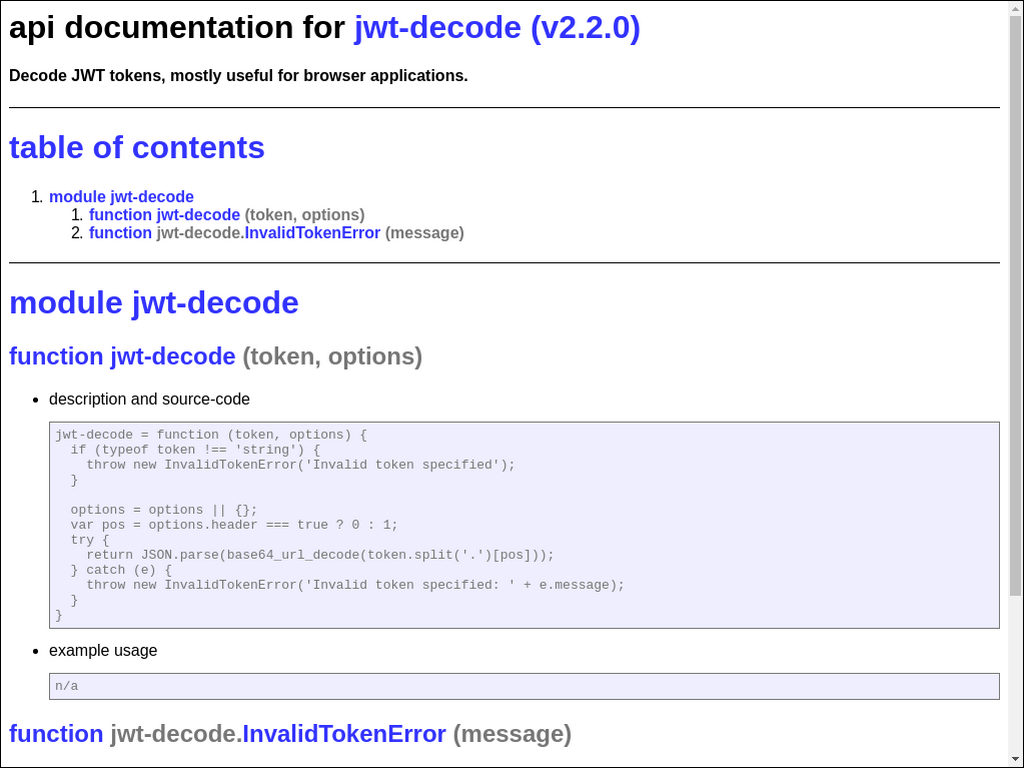 api documentation for jwt-decode (v2.2.0)
Decode JWT tokens, mostly useful for browser applications.
table of contents
1. module jwt-decode
1. function jwt-decode (token, options)
2. function jwt-decode.InvalidTokenError (message)
module jwt-decode
function jwt-decode (token, options)
• description and source-code
jwt-decode = function (token, options) {
  if (typeof token !== 'string') {
    throw new InvalidTokenError('Invalid token specified');
  }

  options = options || {};
  var pos = options.header === true ? 0 : 1;
  try {
    return JSON.parse(base64_url_decode(token.split('.')[pos]));
  } catch (e) {
    throw new InvalidTokenError('Invalid token specified: ' + e.message);
  }
}
• example usage
n/a
function jwt-decode.InvalidTokenError (message)